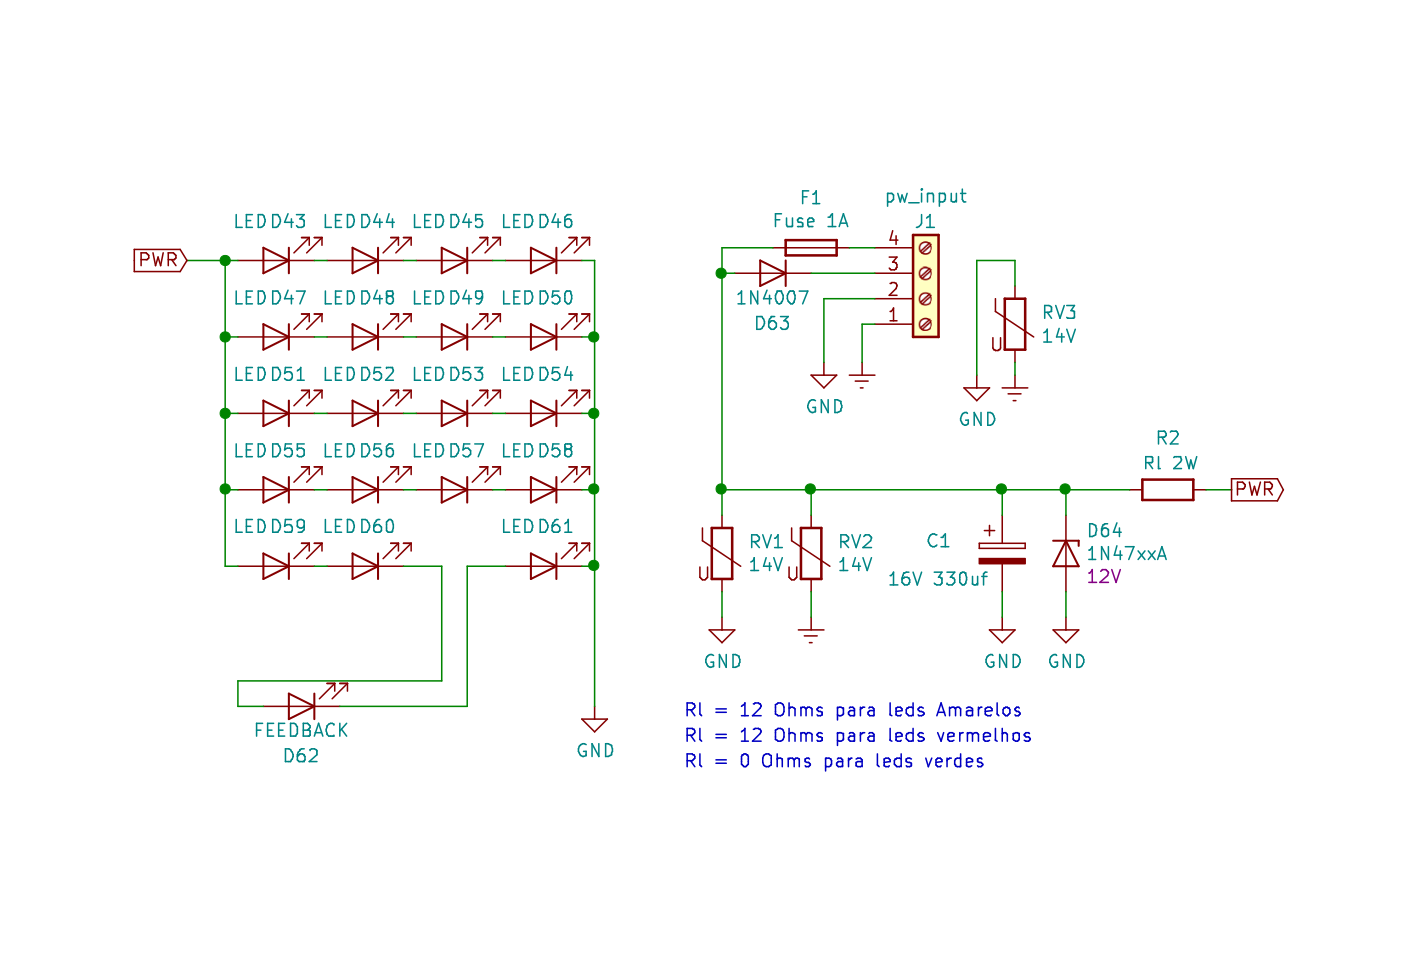 LED D43 LED D44 LED D45 LED D46
PWR
LED D47 LED D48 LED D49 LED D50
LED D51 LED D52 LED D53 LED D54
LED D55 LED D56 LED D57 LED D58
LED D59 LED D60 LED D61
FEEDBACK
D62
GND
F1
Fuse 1A
pw_input
J1
4
3
2
1
1N4007
D63
GND
GND
RV3
14V
U
R2
Rl 2W
PWR
RV1
14V
U
RV2
14V
U
C1
+
16V 330uf
D64
1N47xxA
12V
GND
GND
GND
Rl = 12 Ohms para leds Amarelos
Rl = 12 Ohms para leds vermelhos
Rl = 0 Ohms para leds verdes